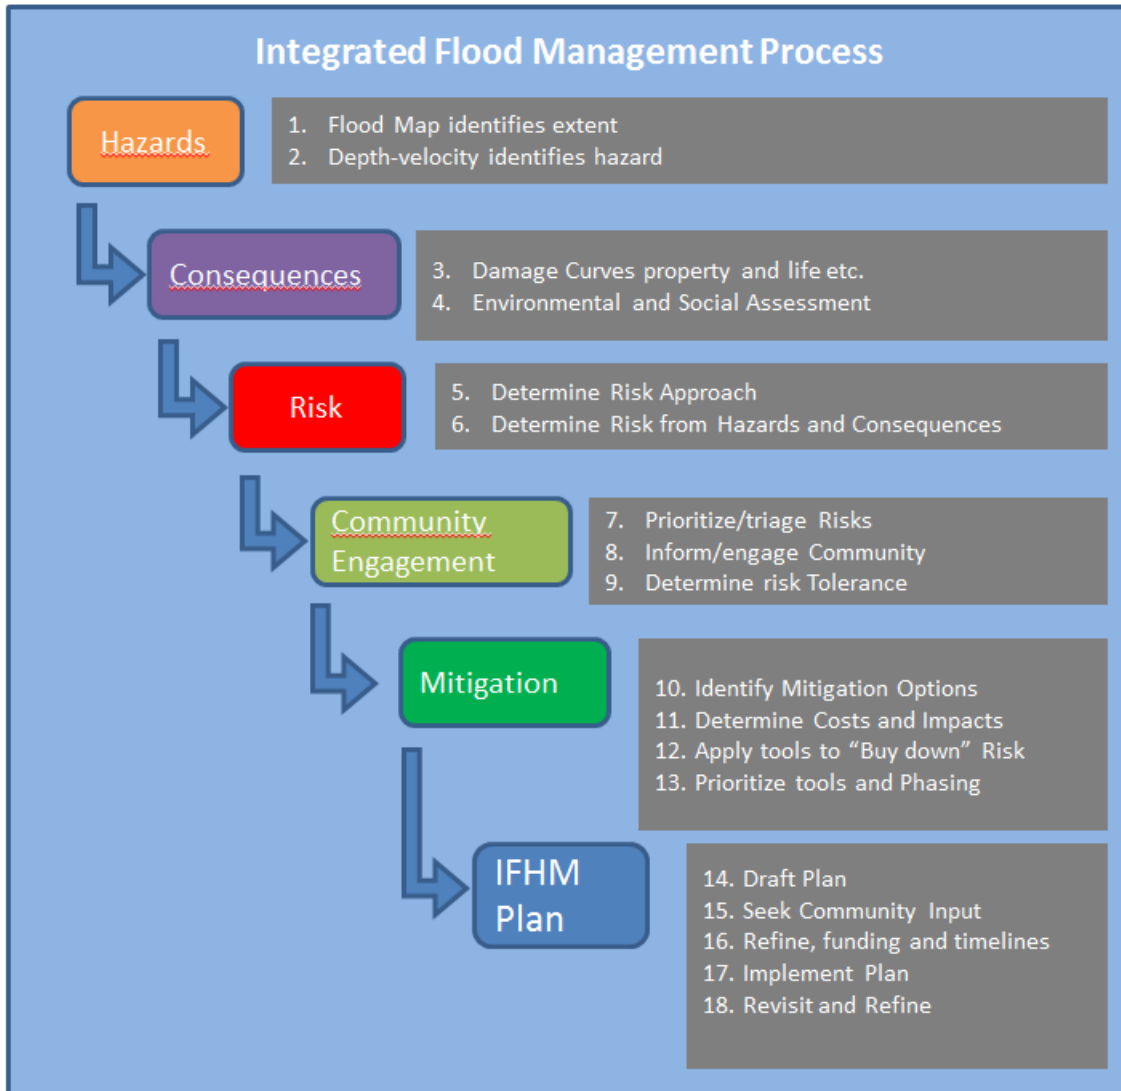 Integrated Flood Management Process
Hazards
1. Flood Map identifies extent
2. Depth-velocity identifies hazard
Consequences
3. Damage Curves property and life etc.
4. Environmental and Social Assessment
Risk
5. Determine Risk Approach
6. Determine Risk from Hazards and Consequences
Community
Engagement
7. Prioritize/triage Risks
8. Inform/engage Community
9. Determine risk Tolerance
Mitigation
10. Identify Mitigation Options
11. Determine Costs and Impacts
12. Apply tools to “Buy down” Risk
13. Prioritize tools and Phasing
IFHM
Plan
14. Draft Plan
15. Seek Community Input
16. Refine, funding and timelines
17. Implement Plan
18. Revisit and Refine